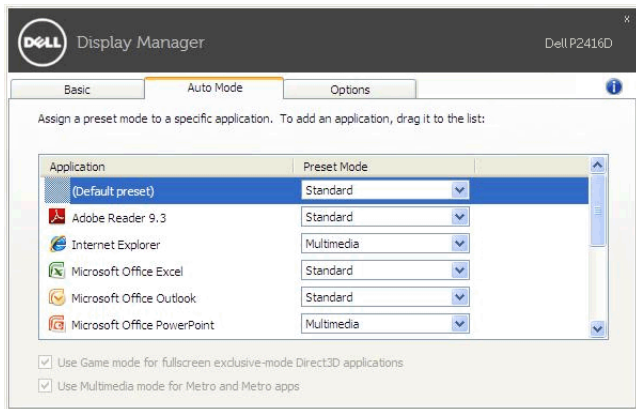 DELL Display Manager
x
Dell P2416D
Basic Auto Mode Options
Assign a preset mode to a specific application. To add an application, drag it to the list:
Application Preset Mode
(Default preset) Standard
Adobe Reader 9.3 Standard
Internet Explorer Multimedia
Microsoft Office Excel Standard
Microsoft Office Outlook Standard
Microsoft Office PowerPoint Multimedia
Use Game mode for fullscreen exclusive-mode Direct3D applications
Use Multimedia mode for Metro and Metro apps